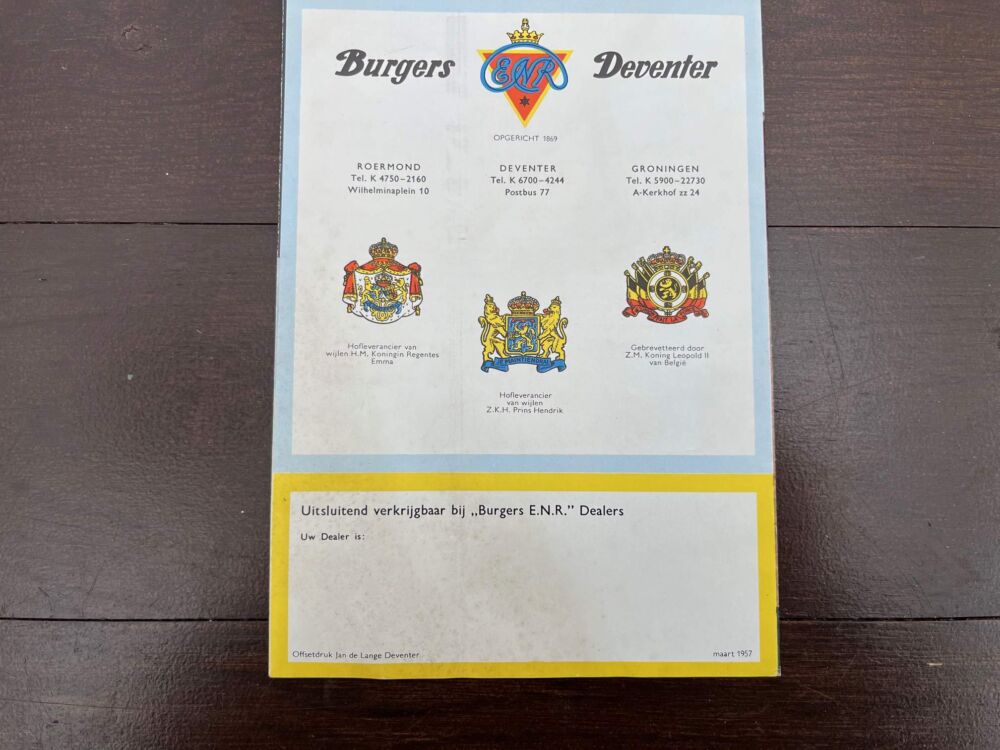 Burgers
E.N.R
Deventer
OPGERICHT 1869
ROERMOND
Tel. K 4750–2160
Wilhelminaplein 10
DEVENTER
Tel. K 6700–4244
Postbus 77
GRONINGEN
Tel. K 5900–22730
A-Kerkhof zz 24
Hofleverancier van
wijlen H.M. Koningin Regentes
Emma
JE MAINTIENDRAI
Hofleverancier
van wijlen
Z.K.H. Prins Hendrik
Gebrevetteerd door
Z.M. Koning Leopold II
van België
Uitsluitend verkrijgbaar bij „Burgers E.N.R.” Dealers
Uw Dealer is:
Offsetdruk Jan de Lange Deventer
maart 1957